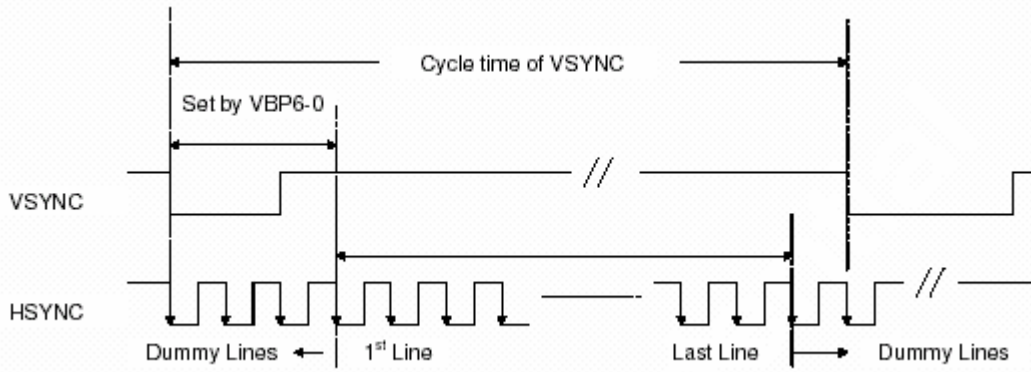 Cycle time of VSYNC
Set by VBP6-0
VSYNC
HSYNC
Dummy Lines
1st Line
Last Line
Dummy Lines